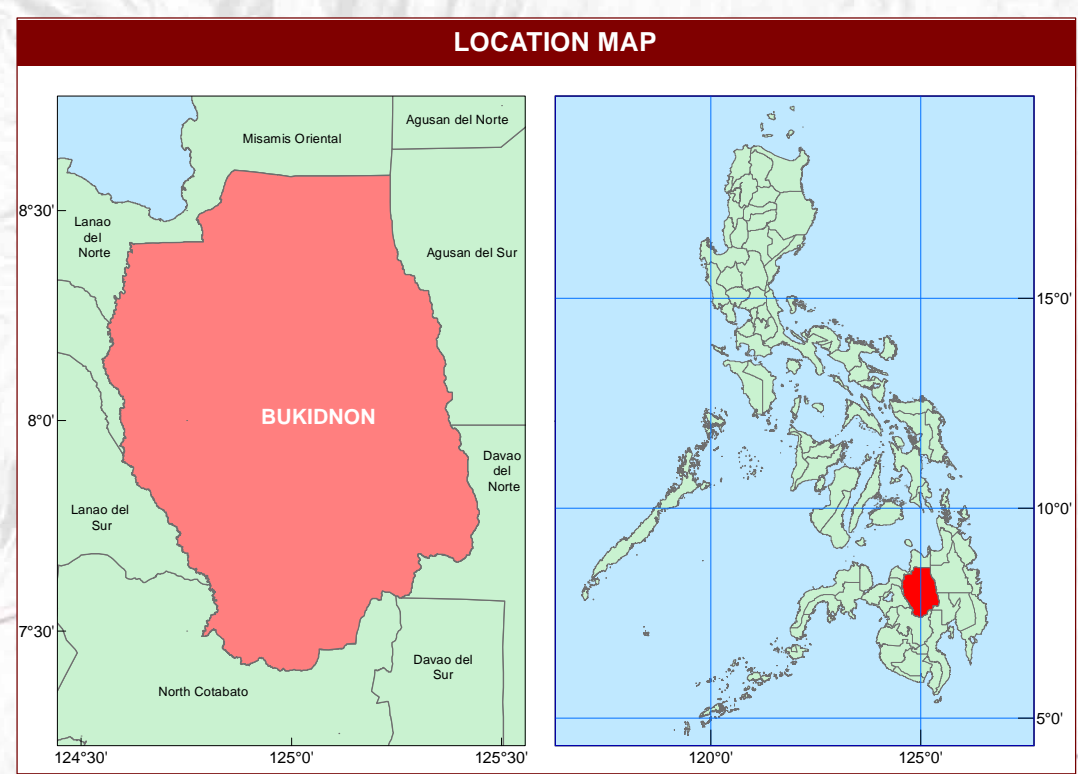 LOCATION MAP
Agusan del Norte
Misamis Oriental
8°30'
Lanao
del
Norte
Agusan del Sur
8°0'
BUKIDNON
Davao
del
Norte
Lanao del
Sur
7°30'
Davao del
Sur
North Cotabato
124°30'
125°0'
125°30'
15°0'
10°0'
5°0'
120°0'
125°0'